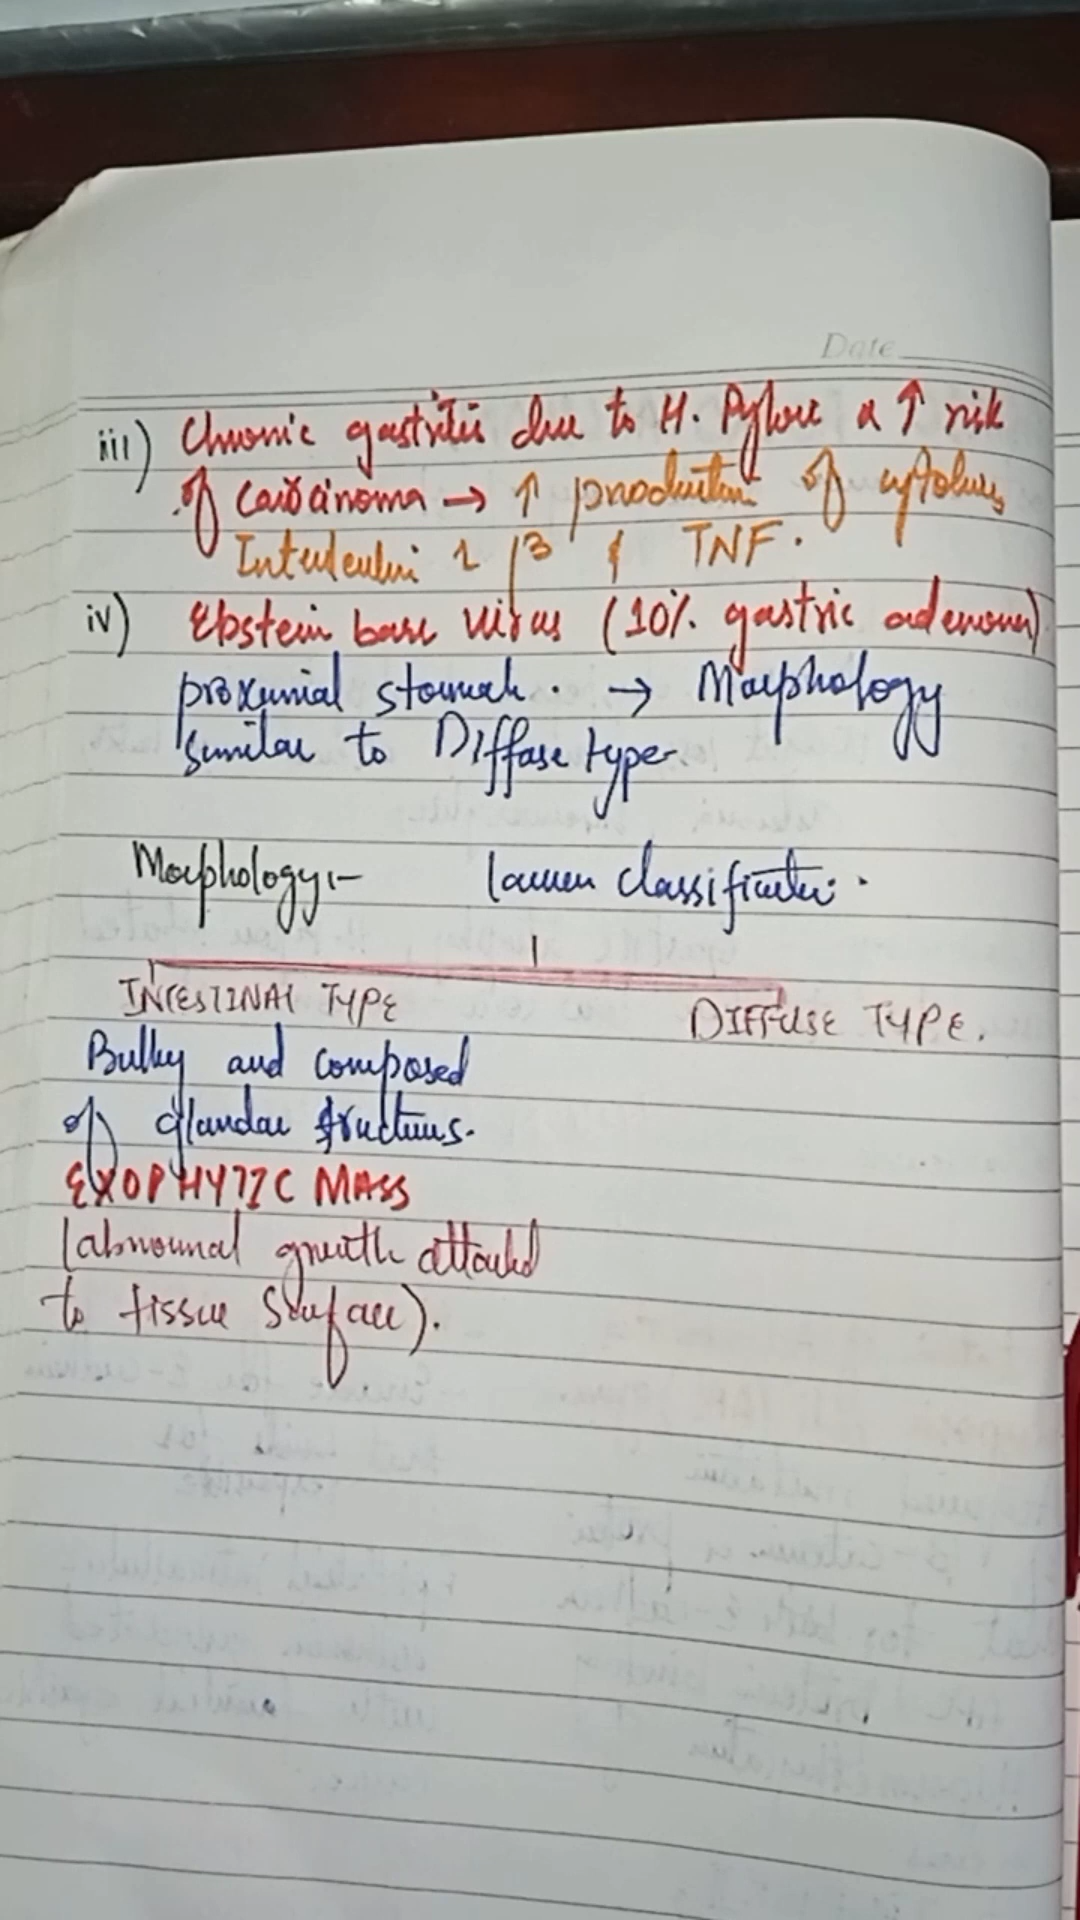 Date
iii) Chronic gastritis due to H. Pylori a ↑ risk
of carcinoma → ↑ production of cytokines
Interleukin 1 β & TNF.
iv) Ebstein barr virus (10% gastric adenoma)
proximal stomach. → Morphology
similar to Diffuse type
Morphology:- lauren classification.
INTESTINAL TYPE DIFFUSE TYPE.
Bulky and composed
of glandar structures.
EXOPHYTIC MASS
(abnormal growth attached
to tissue surface).